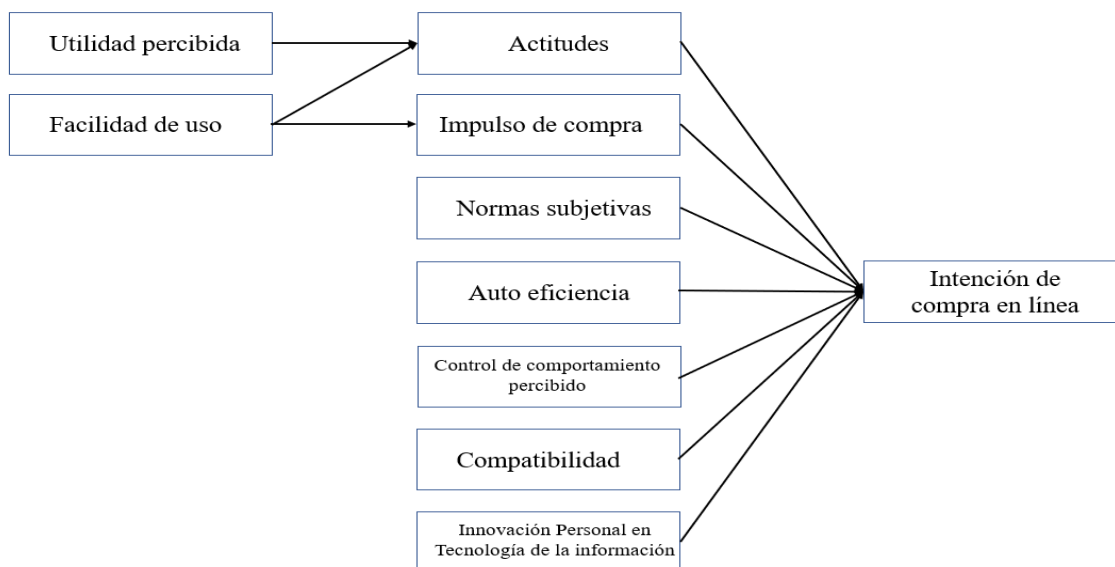 Utilidad percibida
Facilidad de uso
Actitudes
Impulso de compra
Normas subjetivas
Auto eficiencia
Control de comportamiento
percibido
Compatibilidad
Innovación Personal en
Tecnología de la información
Intención de
compra en línea